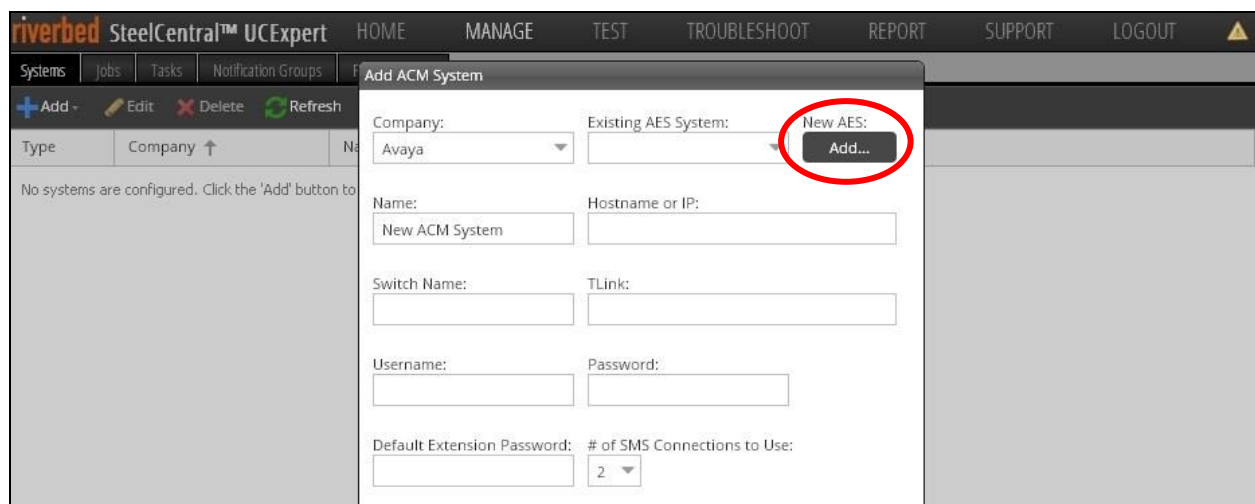 riverbed SteelCentral™ UCExpert HOME MANAGE TEST TROUBLESHOOT REPORT SUPPORT LOGOUT
Systems Jobs Tasks Notification Groups
Add Edit Delete Refresh
Type Company
No systems are configured. Click the 'Add' button to
Add ACM System
Company: Existing AES System: New AES:
Avaya Add...
Name: Hostname or IP:
New ACM System
Switch Name: TLink:
Username: Password:
Default Extension Password: # of SMS Connections to Use:
2